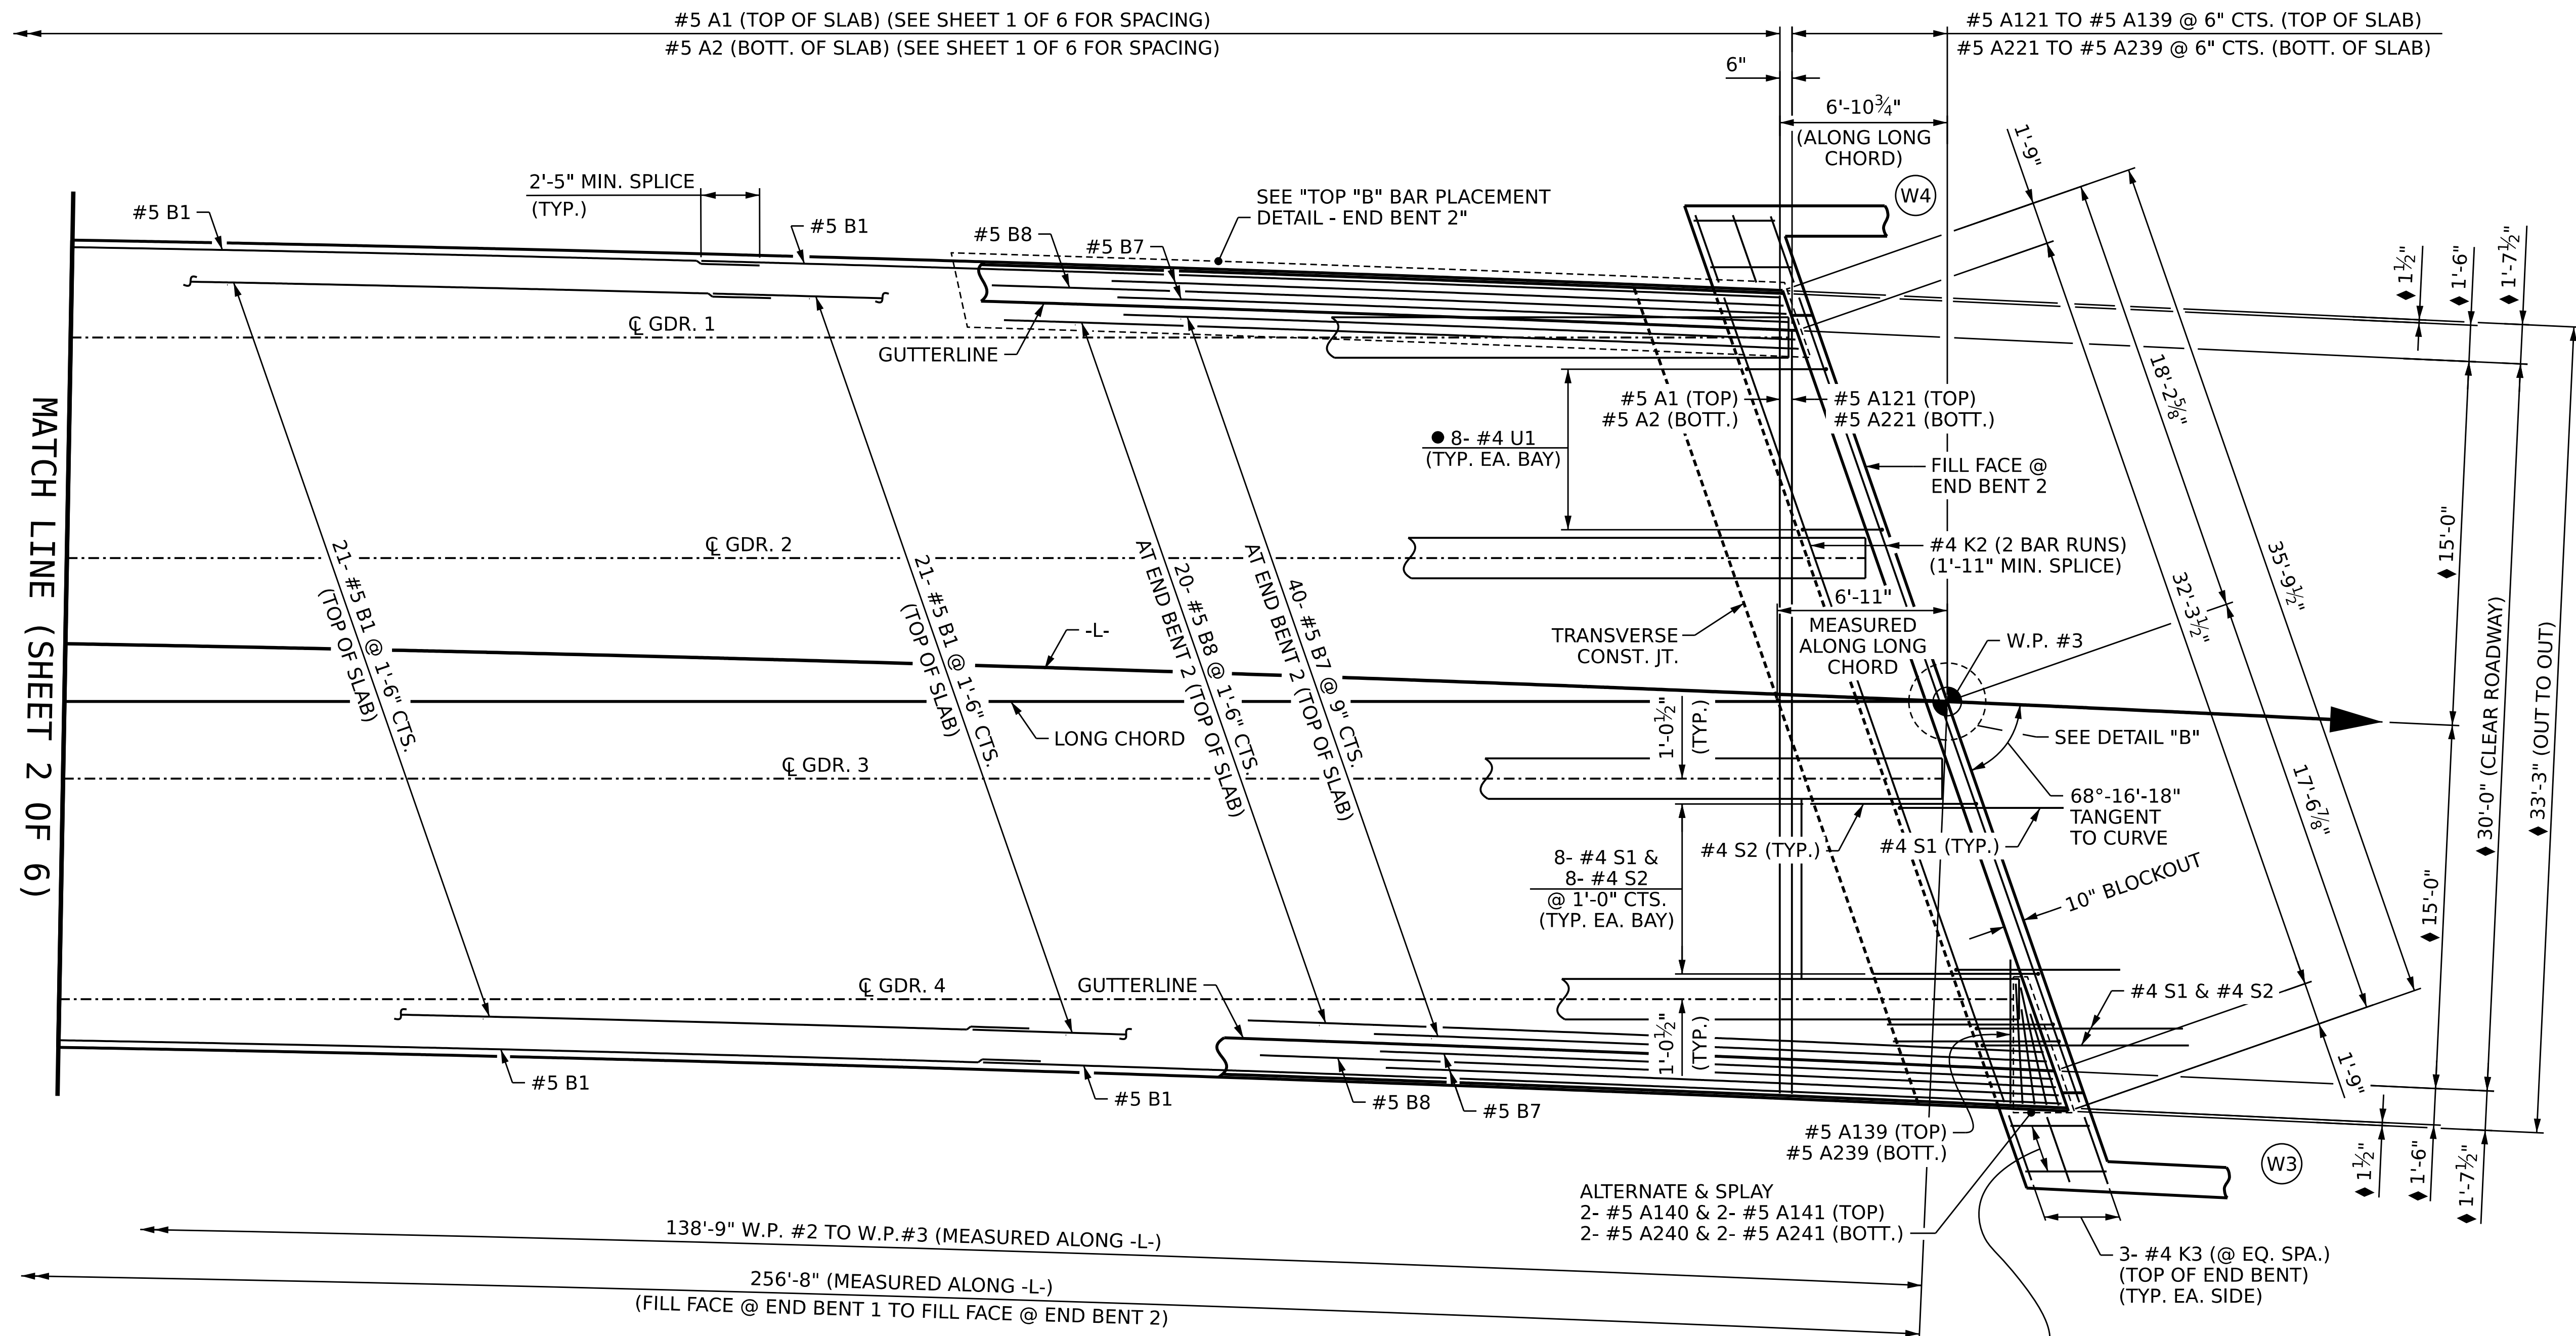 #5 A1 (TOP OF SLAB) (SEE SHEET 1 OF 6 FOR SPACING)
#5 A2 (BOTT. OF SLAB) (SEE SHEET 1 OF 6 FOR SPACING)
#5 A121 TO #5 A139 @ 6" CTS. (TOP OF SLAB)
#5 A221 TO #5 A239 @ 6" CTS. (BOTT. OF SLAB)
6"
6'-10¾"
(ALONG LONG
CHORD)
1'-9"
W4
2'-5" MIN. SPLICE
(TYP.)
SEE "TOP "B" BAR PLACEMENT
DETAIL - END BENT 2"
#5 B1
#5 B1
#5 B8
#5 B7
♦1½"
♦1'-6"
♦1'-7½"
℄ GDR. 1
GUTTERLINE
18'-2⅝"
#5 A1 (TOP)
#5 A2 (BOTT.)
#5 A121 (TOP)
#5 A221 (BOTT.)
● 8- #4 U1
(TYP. EA. BAY)
FILL FACE @
END BENT 2
MATCH LINE (SHEET 2 OF 6)
℄ GDR. 2
#4 K2 (2 BAR RUNS)
(1'-11" MIN. SPLICE)
35'-9½"
32'-3½"
♦15'-0"
21- #5 B1 @ 1'-6" CTS.
(TOP OF SLAB)
21- #5 B1 @ 1'-6" CTS.
(TOP OF SLAB)
20- #5 B8 @ 1'-6" CTS.
AT END BENT 2 (TOP OF SLAB)
40- #5 B7 @ 9" CTS.
AT END BENT 2 (TOP OF SLAB)
6'-11"
MEASURED
ALONG LONG
CHORD
TRANSVERSE
CONST. JT.
W.P. #3
-L-
LONG CHORD
1'-0½"
(TYP.)
SEE DETAIL "B"
♦30'-0" (CLEAR ROADWAY)
♦33'-3" (OUT TO OUT)
℄ GDR. 3
68°-16'-18"
TANGENT
TO CURVE
17'-6⅞"
#4 S2 (TYP.)
#4 S1 (TYP.)
8- #4 S1 &
8- #4 S2
@ 1'-0" CTS.
(TYP. EA. BAY)
10" BLOCKOUT
♦15'-0"
℄ GDR. 4
GUTTERLINE
#4 S1 & #4 S2
1'-0½"
(TYP.)
1'-9"
#5 B1
#5 B1
#5 B8
#5 B7
#5 A139 (TOP)
#5 A239 (BOTT.)
♦1½"
♦1'-6"
♦1'-7½"
W3
ALTERNATE & SPLAY
2- #5 A140 & 2- #5 A141 (TOP)
2- #5 A240 & 2- #5 A241 (BOTT.)
138'-9" W.P. #2 TO W.P.#3 (MEASURED ALONG -L-)
256'-8" (MEASURED ALONG -L-)
(FILL FACE @ END BENT 1 TO FILL FACE @ END BENT 2)
3- #4 K3 (@ EQ. SPA.)
(TOP OF END BENT)
(TYP. EA. SIDE)